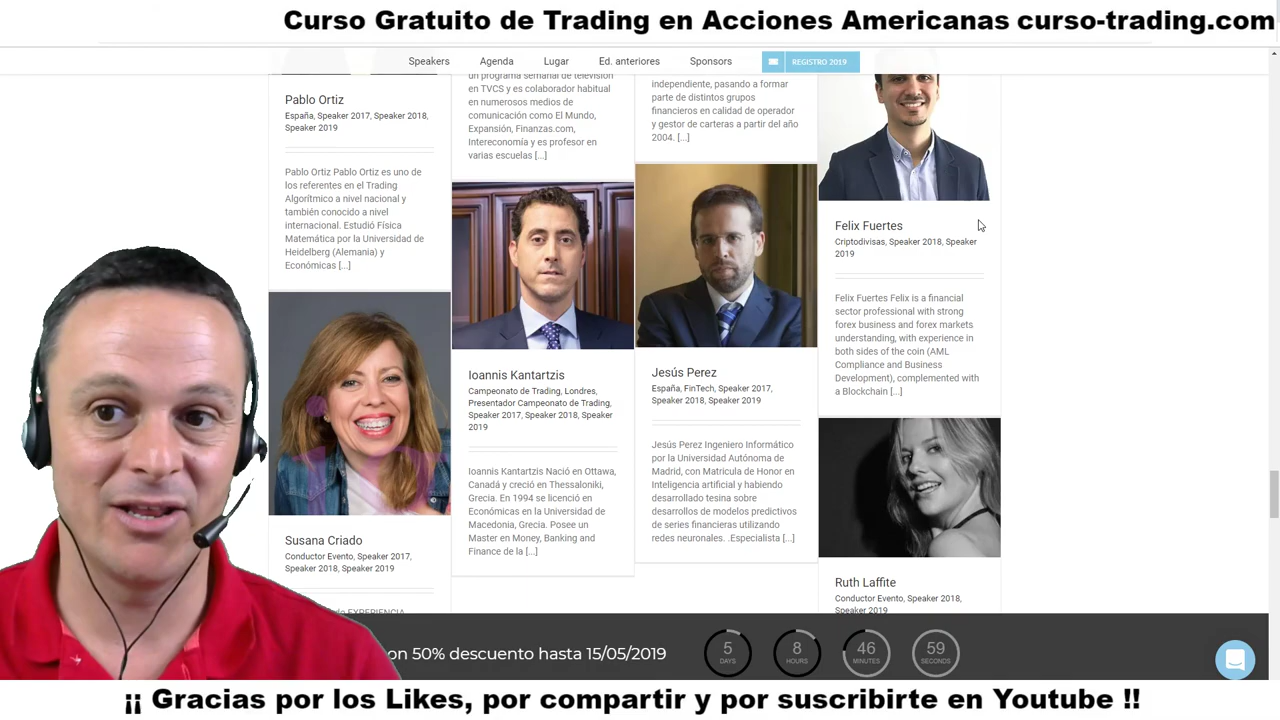 Curso Gratuito de Trading en Acciones Americanas curso-trading.com
Speakers Agenda Lugar Ed. anteriores Sponsors REGISTRO 2019
Pablo Ortiz
España, Speaker 2017, Speaker 2018,
Speaker 2019
Pablo Ortiz Pablo Ortiz es uno de
los referentes en el Trading
Algorítmico a nivel nacional y
también conocido a nivel
internacional. Estudió Física
Matemática por la Universidad de
Heidelberg (Alemania) y
Económicas [...]
Susana Criado
Conductor Evento, Speaker 2017,
Speaker 2018, Speaker 2019
EXPERIENCIA
un programa semanal de televisión
en TVCS y es colaborador habitual
en numerosos medios de
comunicación como El Mundo,
Expansión, Finanzas.com,
Intereconomía y es profesor en
varias escuelas [...]
Ioannis Kantartzis
Campeonato de Trading, Londres,
Presentador Campeonato de Trading,
Speaker 2017, Speaker 2018, Speaker
2019
Ioannis Kantartzis Nació en Ottawa,
Canadá y creció en Thessaloniki,
Grecia. En 1994 se licenció en
Económicas en la Universidad de
Macedonia, Grecia. Posee un
Master en Money, Banking and
Finance de la [...]
independiente, pasando a formar
parte de distintos grupos
financieros en calidad de operador
y gestor de carteras a partir del año
2004. [...]
Jesús Perez
España, FinTech, Speaker 2017,
Speaker 2018, Speaker 2019
Jesús Perez Ingeniero Informático
por la Universidad Autónoma de
Madrid, con Matricula de Honor en
Inteligencia artificial y habiendo
desarrollado tesina sobre
desarrollos de modelos predictivos
de series financieras utilizando
redes neuronales. .Especialista [...]
Felix Fuertes
Criptodivisas, Speaker 2018, Speaker
2019
Felix Fuertes Felix is a financial
sector professional with strong
forex business and forex markets
understanding, with experience in
both sides of the coin (AML
Compliance and Business
Development), complemented with
a Blockchain [...]
Ruth Laffite
Conductor Evento, Speaker 2018,
Speaker 2019
on 50% descuento hasta 15/05/2019
5 DAYS 8 HOURS 46 MINUTES 59 SECONDS
¡¡ Gracias por los Likes, por compartir y por suscribirte en Youtube !!